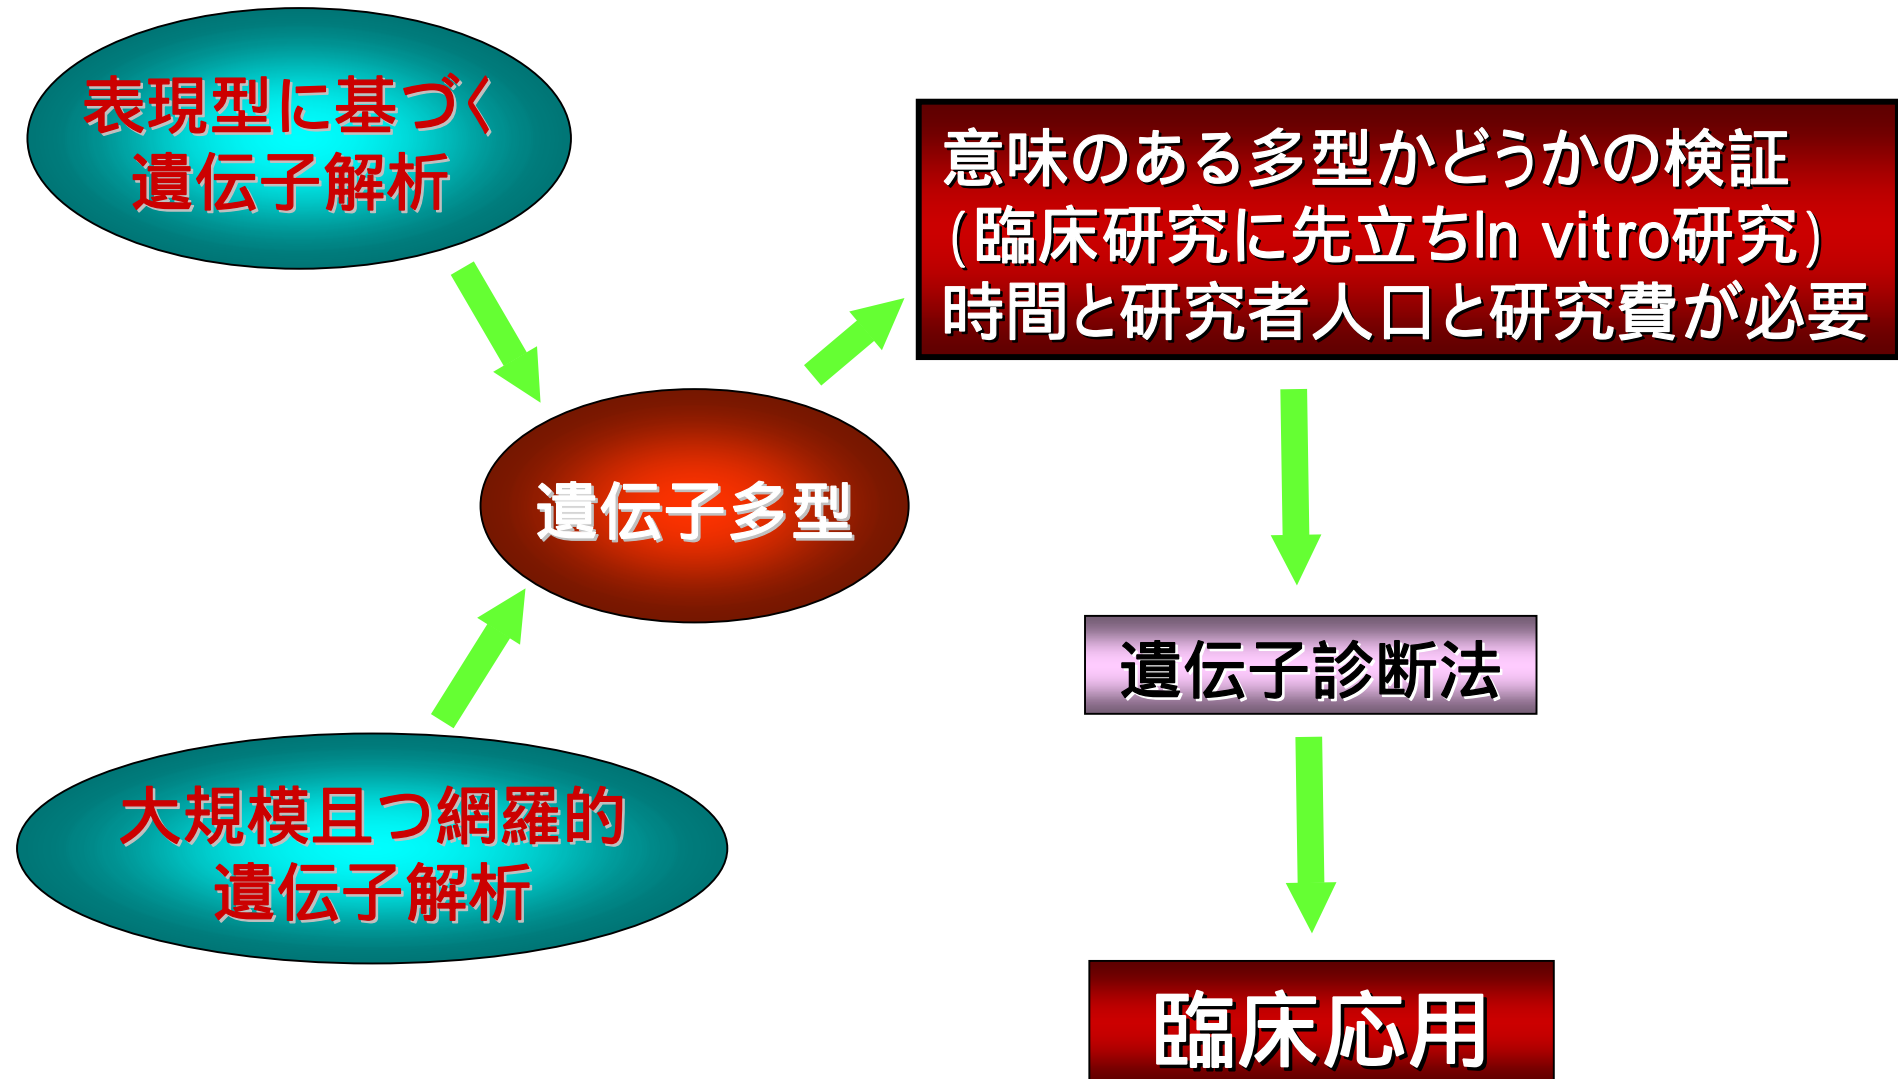 表現型に基づく
遺伝子解析
意味のある多型かどうかの検証
(臨床研究に先立ちIn vitro研究)
時間と研究者人口と研究費が必要
遺伝子多型
遺伝子診断法
大規模且つ網羅的
遺伝子解析
臨床応用